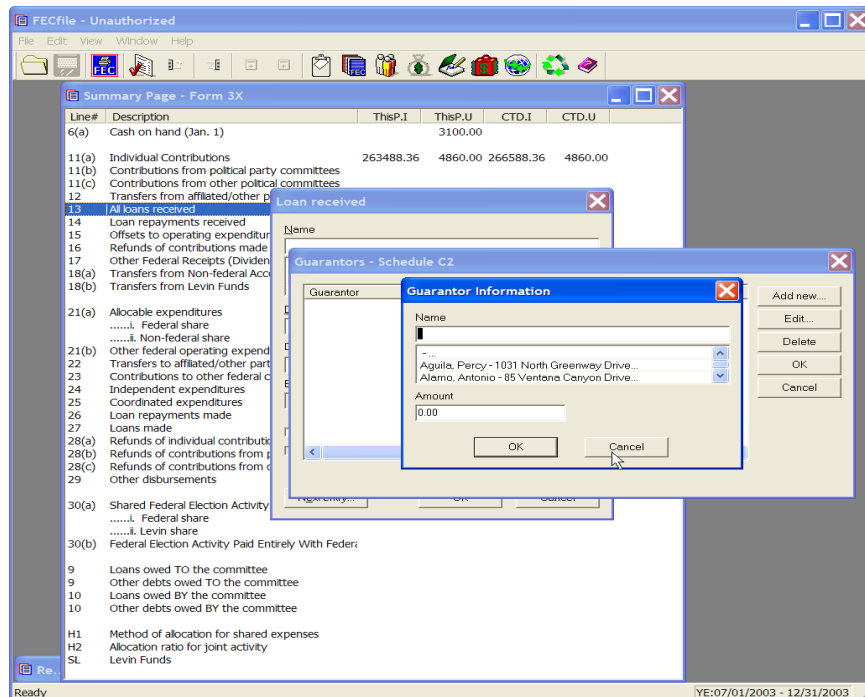 FECfile - Unauthorized
File Edit View Window Help
FEC FEC
Summary Page - Form 3X
Line# Description ThisP.I ThisP.U CTD.I CTD.U
6(a) Cash on hand (Jan. 1) 3100.00
11(a) Individual Contributions 263488.36 4860.00 266588.36 4860.00
11(b) Contributions from political party committees
11(c) Contributions from other political committees
12 Transfers from affiliated/other p
13 All loans received
14 Loan repayments received
15 Offsets to operating expenditur
16 Refunds of contributions made
17 Other Federal Receipts (Dividen
18(a) Transfers from Non-federal Acc
18(b) Transfers from Levin Funds
21(a) Allocable expenditures
......i. Federal share
......ii. Non-federal share
21(b) Other federal operating expend
22 Transfers to affiliated/other part
23 Contributions to other federal c
24 Independent expenditures
25 Coordinated expenditures
26 Loan repayments made
27 Loans made
28(a) Refunds of individual contributic
28(b) Refunds of contributions from p
28(c) Refunds of contributions from c
29 Other disbursements
30(a) Shared Federal Election Activity
......i. Federal share
......ii. Levin share
30(b) Federal Election Activity Paid Entirely With Federa
9 Loans owed TO the committee
9 Other debts owed TO the committee
10 Loans owed BY the committee
10 Other debts owed BY the committee
H1 Method of allocation for shared expenses
H2 Allocation ratio for joint activity
SL Levin Funds
Loan received
Name
Next entry... OK Cancel
Guarantors - Schedule C2
Guarantor
Add new....
Edit...
Delete
OK
Cancel
Guarantor Information
Name
- ...
Aguila, Percy - 1031 North Greenway Drive...
Alamo, Antonio - 85 Ventana Canyon Drive...
Amount
0.00
OK Cancel
Re...
Ready YE:07/01/2003 - 12/31/2003